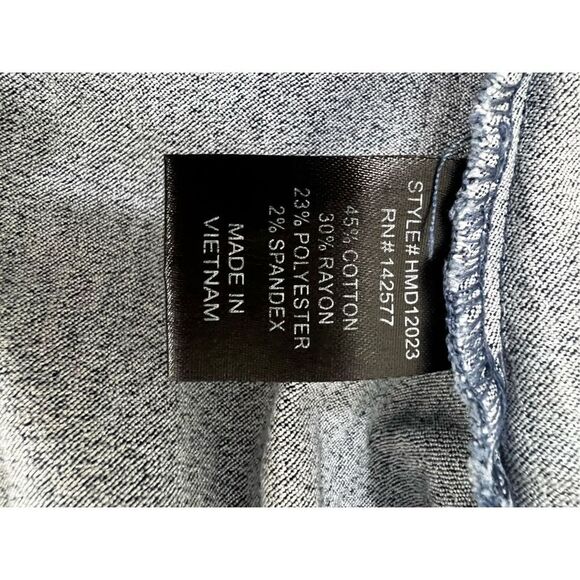 STYLE# HMD12023
RN# 142577
45% COTTON
30% RAYON
23% POLYESTER
2% SPANDEX
MADE IN
VIETNAM